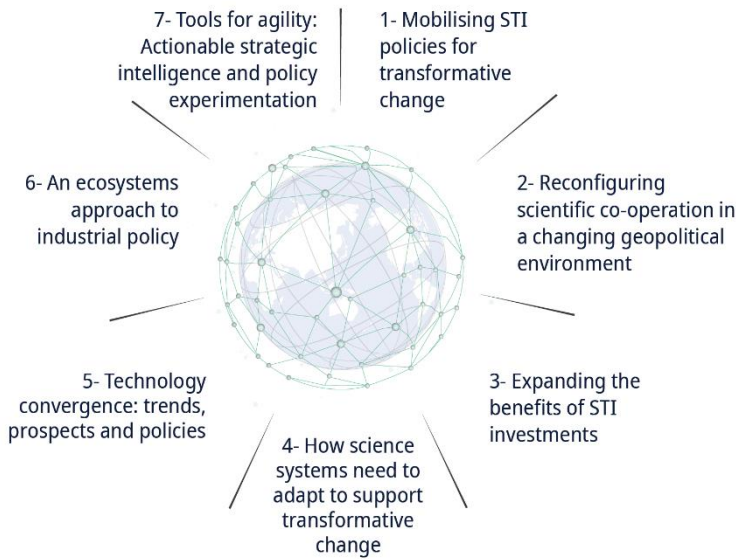 7- Tools for agility:
Actionable strategic
intelligence and policy
experimentation
1- Mobilising STI
policies for
transformative
change
6- An ecosystems
approach to
industrial policy
2- Reconfiguring
scientific co-operation in
a changing geopolitical
environment
5- Technology
convergence: trends,
prospects and policies
3- Expanding the
benefits of STI
investments
4- How science
systems need to
adapt to support
transformative
change